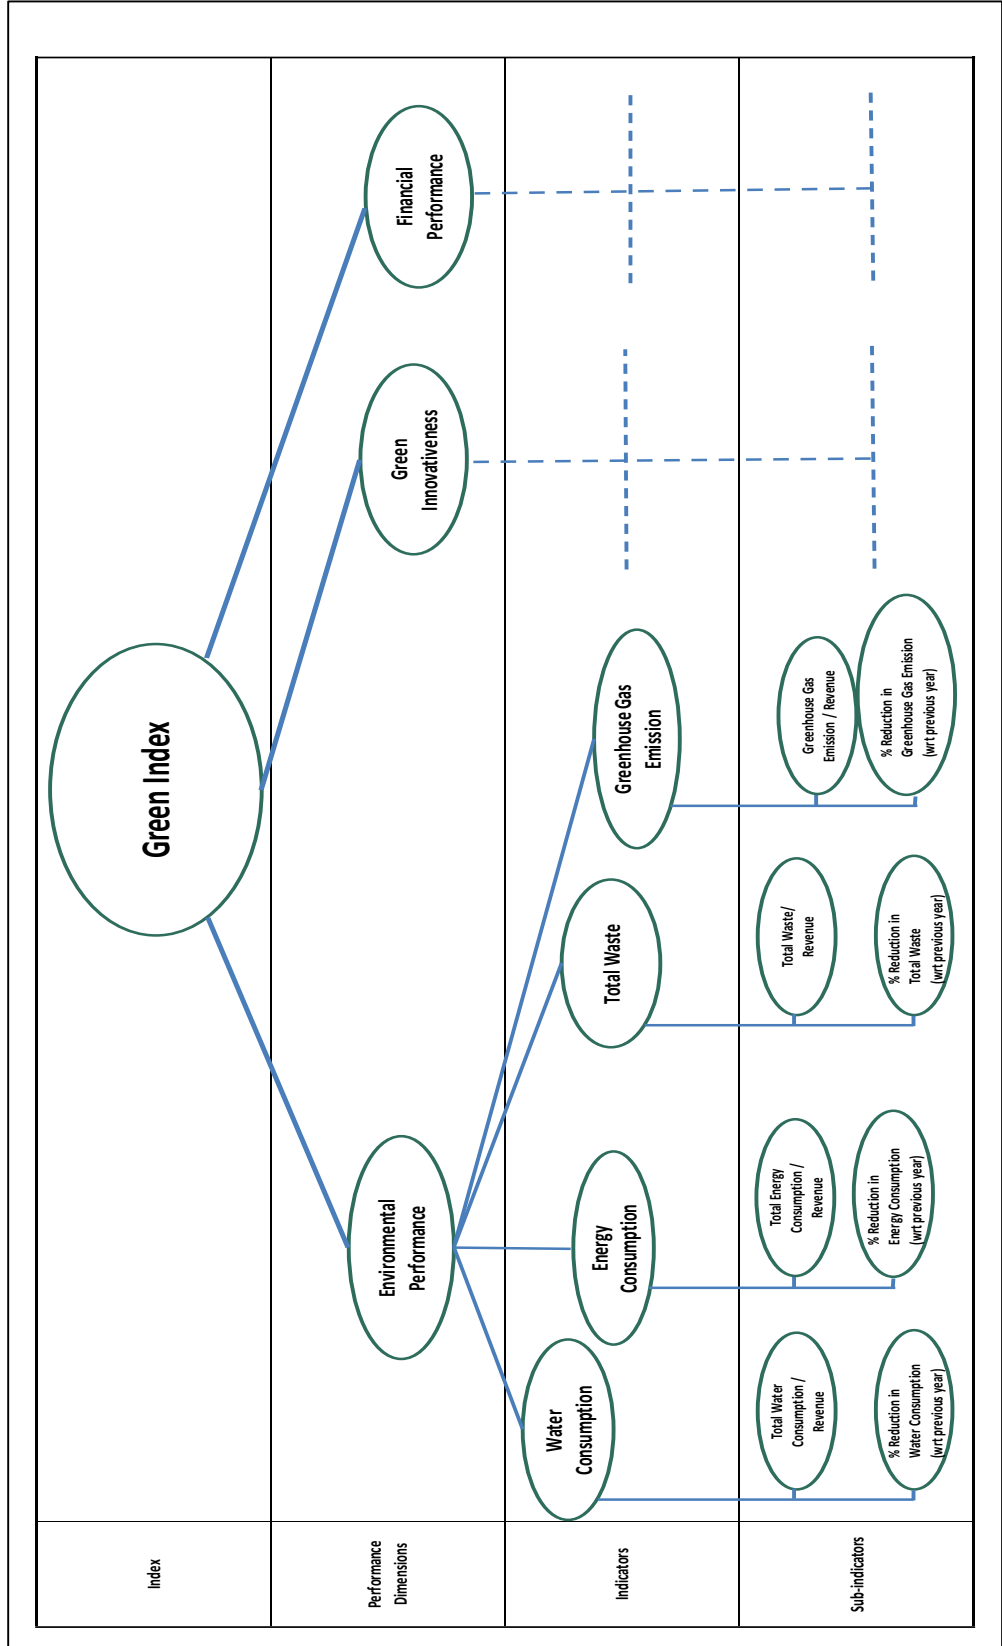 Index
Green Index
Performance
Dimensions
Environmental
Performance
Green
Innovativeness
Financial
Performance
Indicators
Water
Consumption
Energy
Consumption
Total Waste
Greenhouse Gas
Emission
Sub-indicators
Total Water
Consumption /
Revenue
% Reduction in
Water Consumption
(wrt previous year)
Total Energy
Consumption /
Revenue
% Reduction in
Energy Consumption
(wrt previous year)
Total Waste/
Revenue
% Reduction in
Total Waste
(wrt previous year)
Greenhouse Gas
Emission / Revenue
% Reduction in
Greenhouse Gas Emission
(wrt previous year)